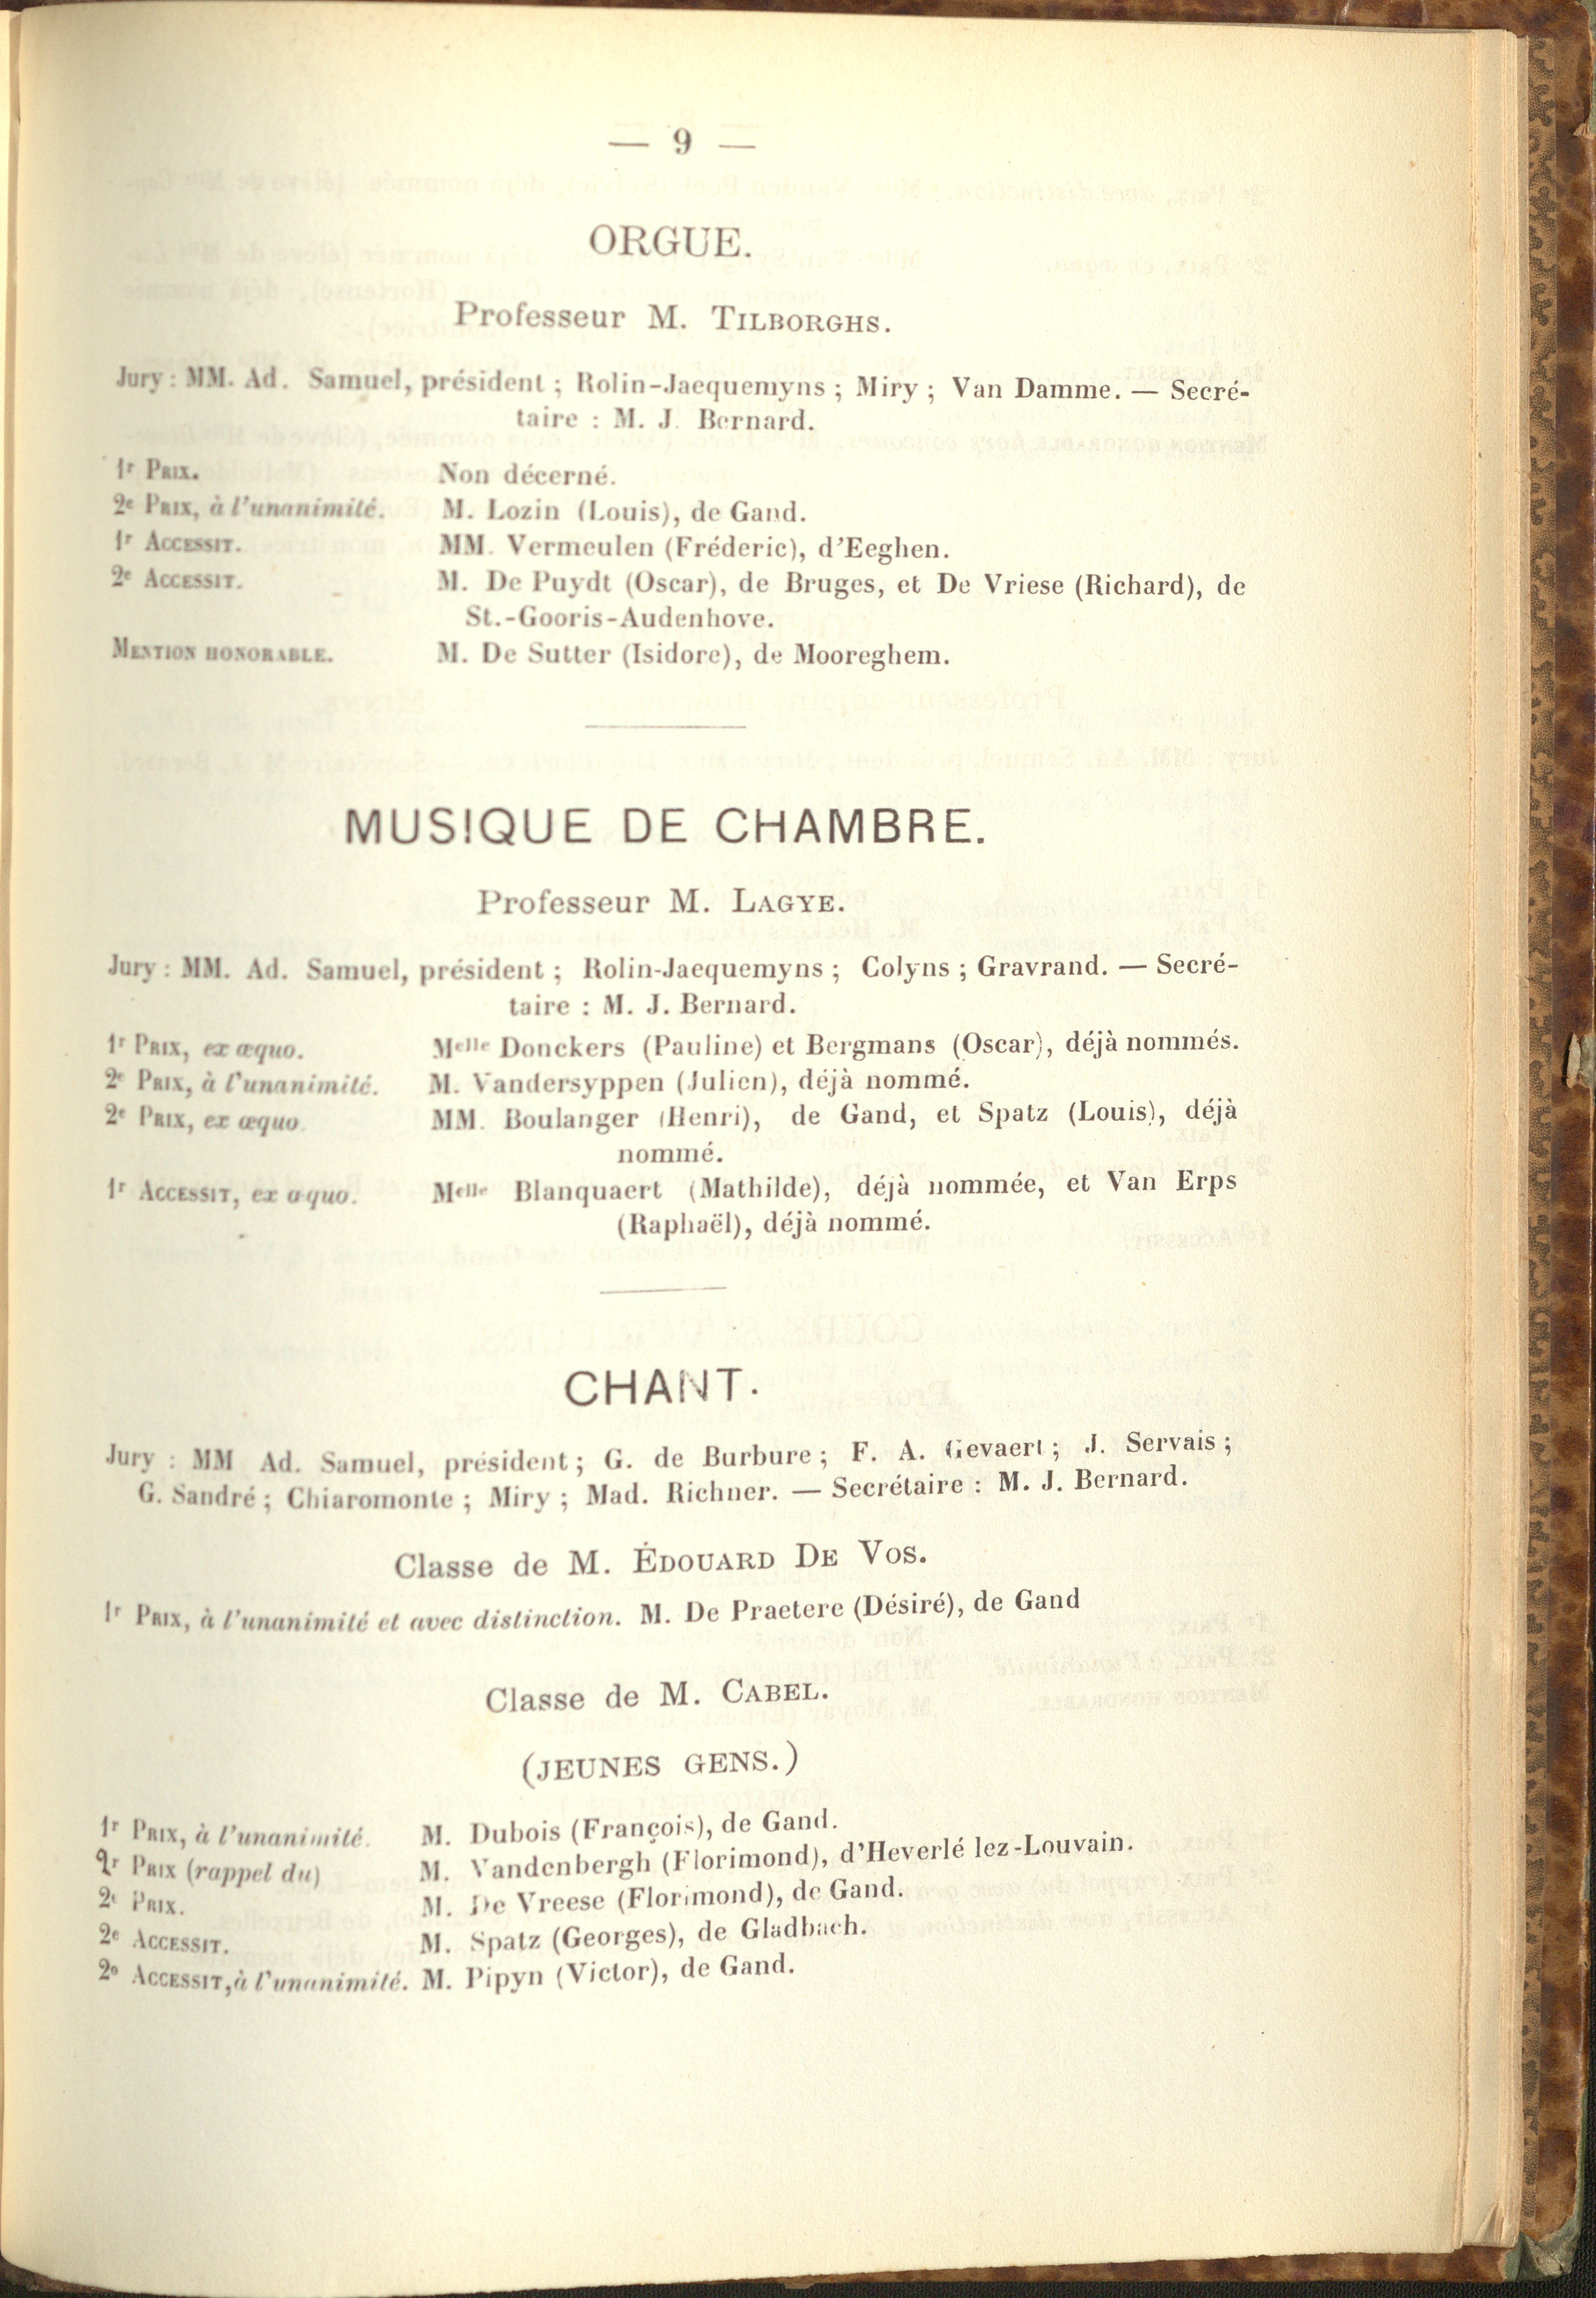 — 9 —
ORGUE.
Professeur M. TILBORGHS.
Jury : MM. Ad. Samuel, président ; Rolin-Jaequemyns ; Miry ; Van Damme. — Secré-
taire : M. J. Bernard.
1r PRIX. Non décerné.
2e PRIX, à l'unanimité. M. Lozin (Louis), de Gand.
1r ACCESSIT. MM. Vermeulen (Fréderic), d'Eeghen.
2e ACCESSIT. M. De Puydt (Oscar), de Bruges, et De Vriese (Richard), de
St.-Gooris-Audenhove.
MENTION HONORABLE. M. De Sutter (Isidore), de Mooreghem.
MUSIQUE DE CHAMBRE.
Professeur M. LAGYE.
Jury : MM. Ad. Samuel, président ; Rolin-Jaequemyns ; Colyns ; Gravrand. — Secré-
taire : M. J. Bernard.
1r PRIX, ex æquo. Melle Donckers (Pauline) et Bergmans (Oscar), déjà nommés.
2e PRIX, à l'unanimité. M. Vandersyppen (Julien), déjà nommé.
2e PRIX, ex æquo MM. Boulanger (Henri), de Gand, et Spatz (Louis), déjà
nommé.
1r ACCESSIT, ex æquo. Melle Blanquaert (Mathilde), déjà nommée, et Van Erps
(Raphaël), déjà nommé.
CHANT.
Jury : MM Ad. Samuel, président ; G. de Burbure ; F. A. Gevaert ; J. Servais ;
G. Sandré ; Chiaromonte ; Miry ; Mad. Richner. — Secrétaire : M. J. Bernard.
Classe de M. ÉDOUARD DE VOS.
1r PRIX, à l'unanimité et avec distinction. M. De Praetere (Désiré), de Gand
Classe de M. CABEL.
(JEUNES GENS.)
1r PRIX, à l'unanimité. M. Dubois (François), de Gand.
2r PRIX (rappel du) M. Vandenbergh (Florimond), d'Heverlé lez-Louvain.
2e PRIX. M. De Vreese (Florimond), de Gand.
2e ACCESSIT. M. Spatz (Georges), de Gladbach.
2e ACCESSIT, à l'unanimité. M. Pipyn (Victor), de Gand.